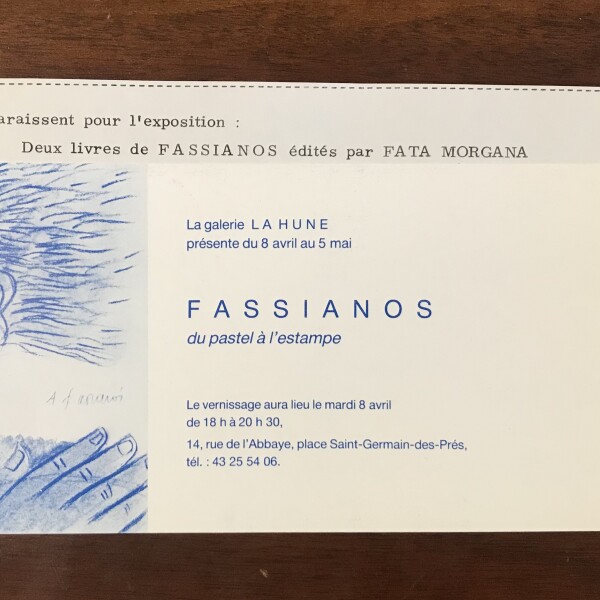 araissent pour l'exposition :
Deux livres de FASSIANOS édités par FATA MORGANA
La galerie LA HUNE
présente du 8 avril au 5 mai
FASSIANOS
du pastel à l'estampe
Le vernissage aura lieu le mardi 8 avril
de 18 h à 20 h 30,
14, rue de l'Abbaye, place Saint-Germain-des-Prés,
tél. : 43 25 54 06.